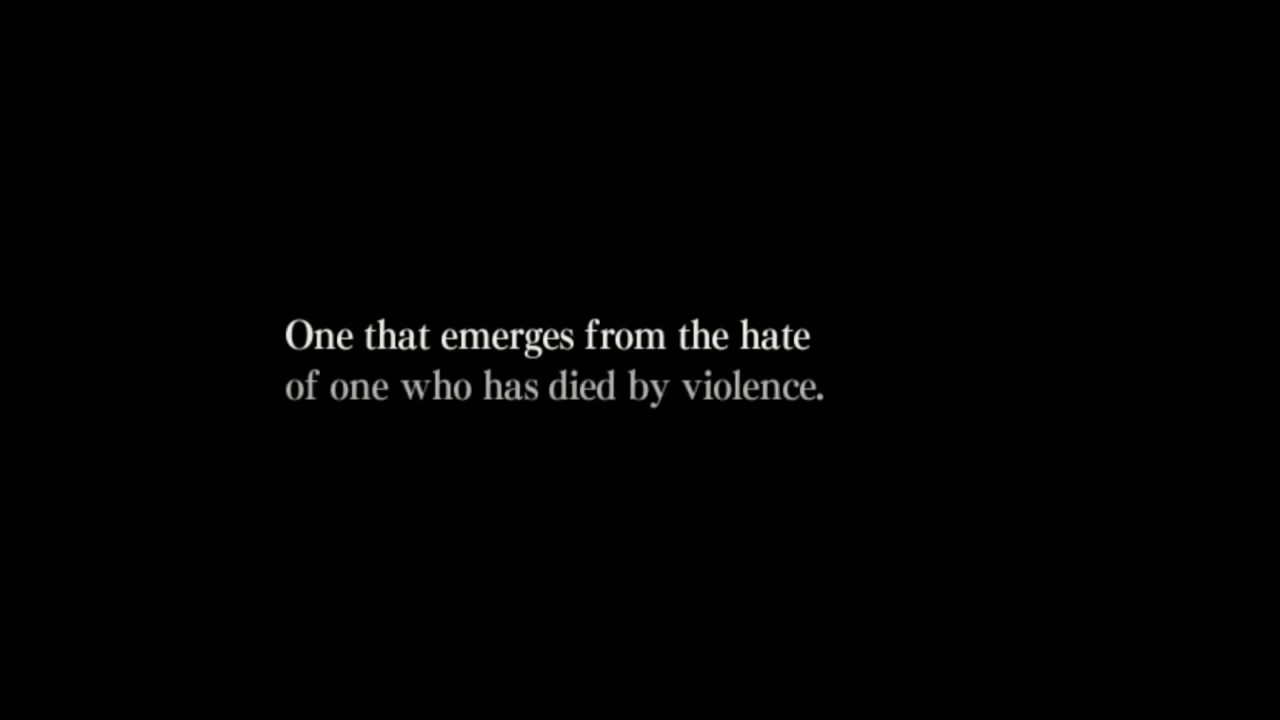 One that emerges from the hate
of one who has died by violence.